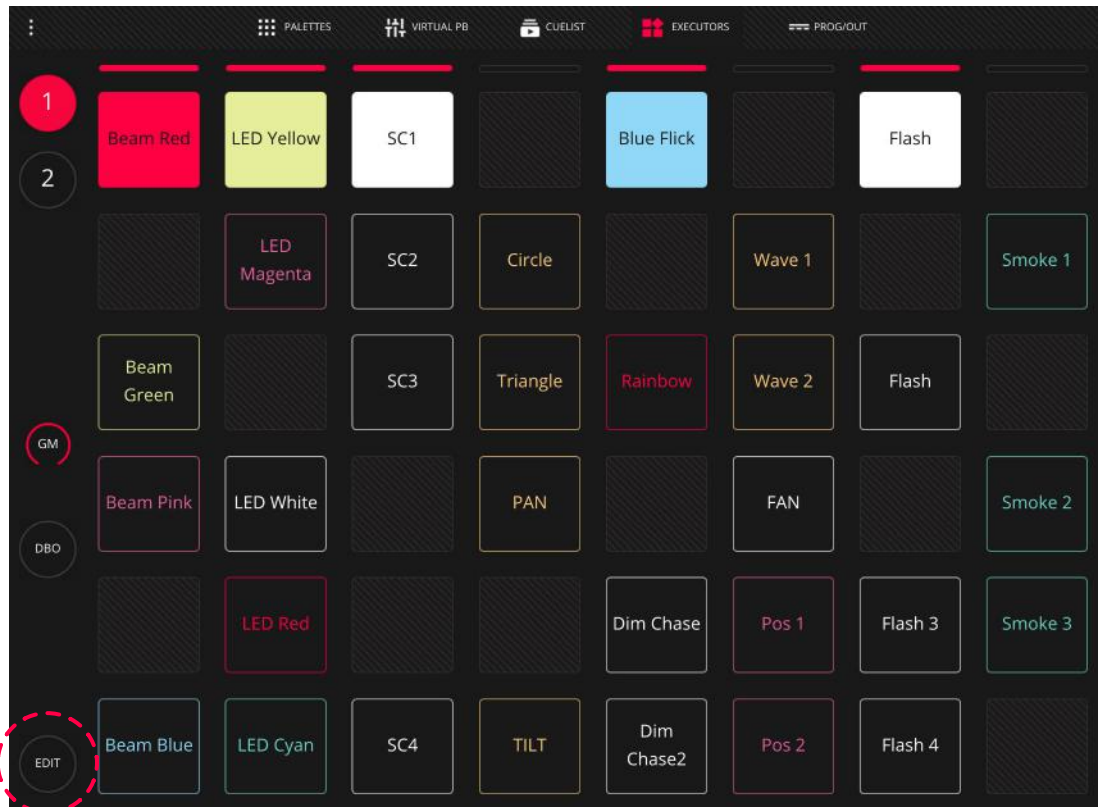 PALETTES VIRTUAL PB CUELIST EXECUTORS PROG/OUT
1
2
Beam Red LED Yellow SC1 Blue Flick Flash
LED
Magenta
SC2 Circle Wave 1 Smoke 1
Beam
Green
SC3 Triangle Rainbow Wave 2 Flash
GM
Beam Pink LED White PAN FAN Smoke 2
DBO
LED Red Dim Chase Pos 1 Flash 3 Smoke 3
EDIT
Beam Blue LED Cyan SC4 TILT
Dim
Chase2
Pos 2 Flash 4